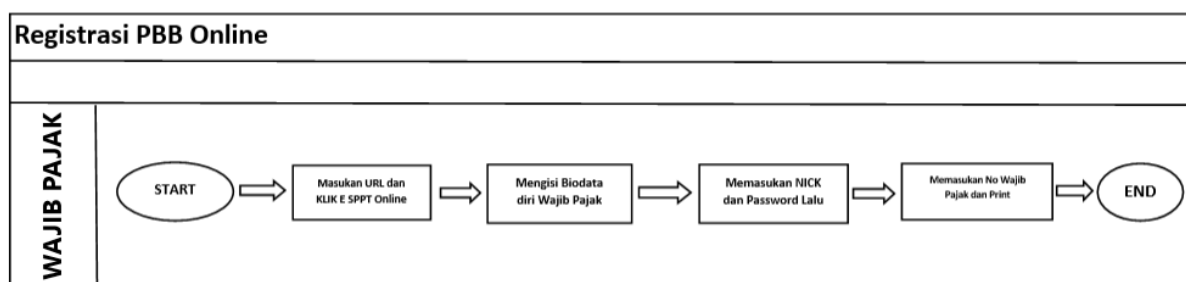 Registrasi PBB Online
WAJIB PAJAK
START
Masukan URL dan
KLIK E SPPT Online
Mengisi Biodata
diri Wajib Pajak
Memasukan NICK
dan Password Lalu
Memasukan No Wajib
Pajak dan Print
END